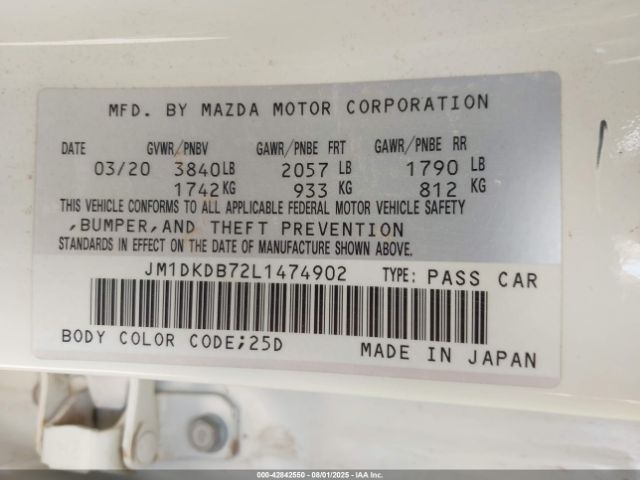 MFD. BY MAZDA MOTOR CORPORATION
DATE GVWR/PNBV GAWR/PNBE FRT GAWR/PNBE RR
03/20 3840LB 2057 LB 1790 LB
1742KG 933 KG 812 KG
THIS VEHICLE CONFORMS TO ALL APPLICABLE FEDERAL MOTOR VEHICLE SAFETY
,BUMPER,AND THEFT PREVENTION
STANDARDS IN EFFECT ON THE DATE OF MANUFACTURE SHOWN ABOVE.
JM1DKDB72L1474902 TYPE: PASS CAR
BODY COLOR CODE;25D MADE IN JAPAN
000-42842550 - 08/01/2025 - IAAI.COM